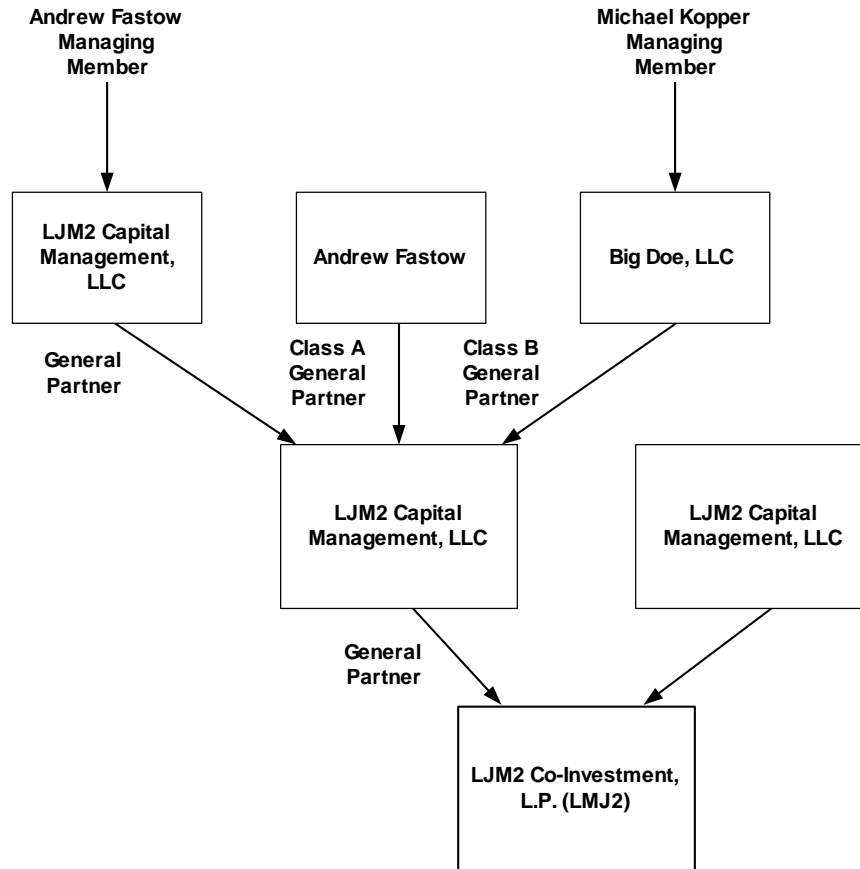 Andrew Fastow
Managing
Member
Michael Kopper
Managing
Member
LJM2 Capital
Management,
LLC
Andrew Fastow
Big Doe, LLC
General
Partner
Class A
General
Partner
Class B
General
Partner
LJM2 Capital
Management, LLC
LJM2 Capital
Management, LLC
General
Partner
LJM2 Co-Investment,
L.P. (LMJ2)